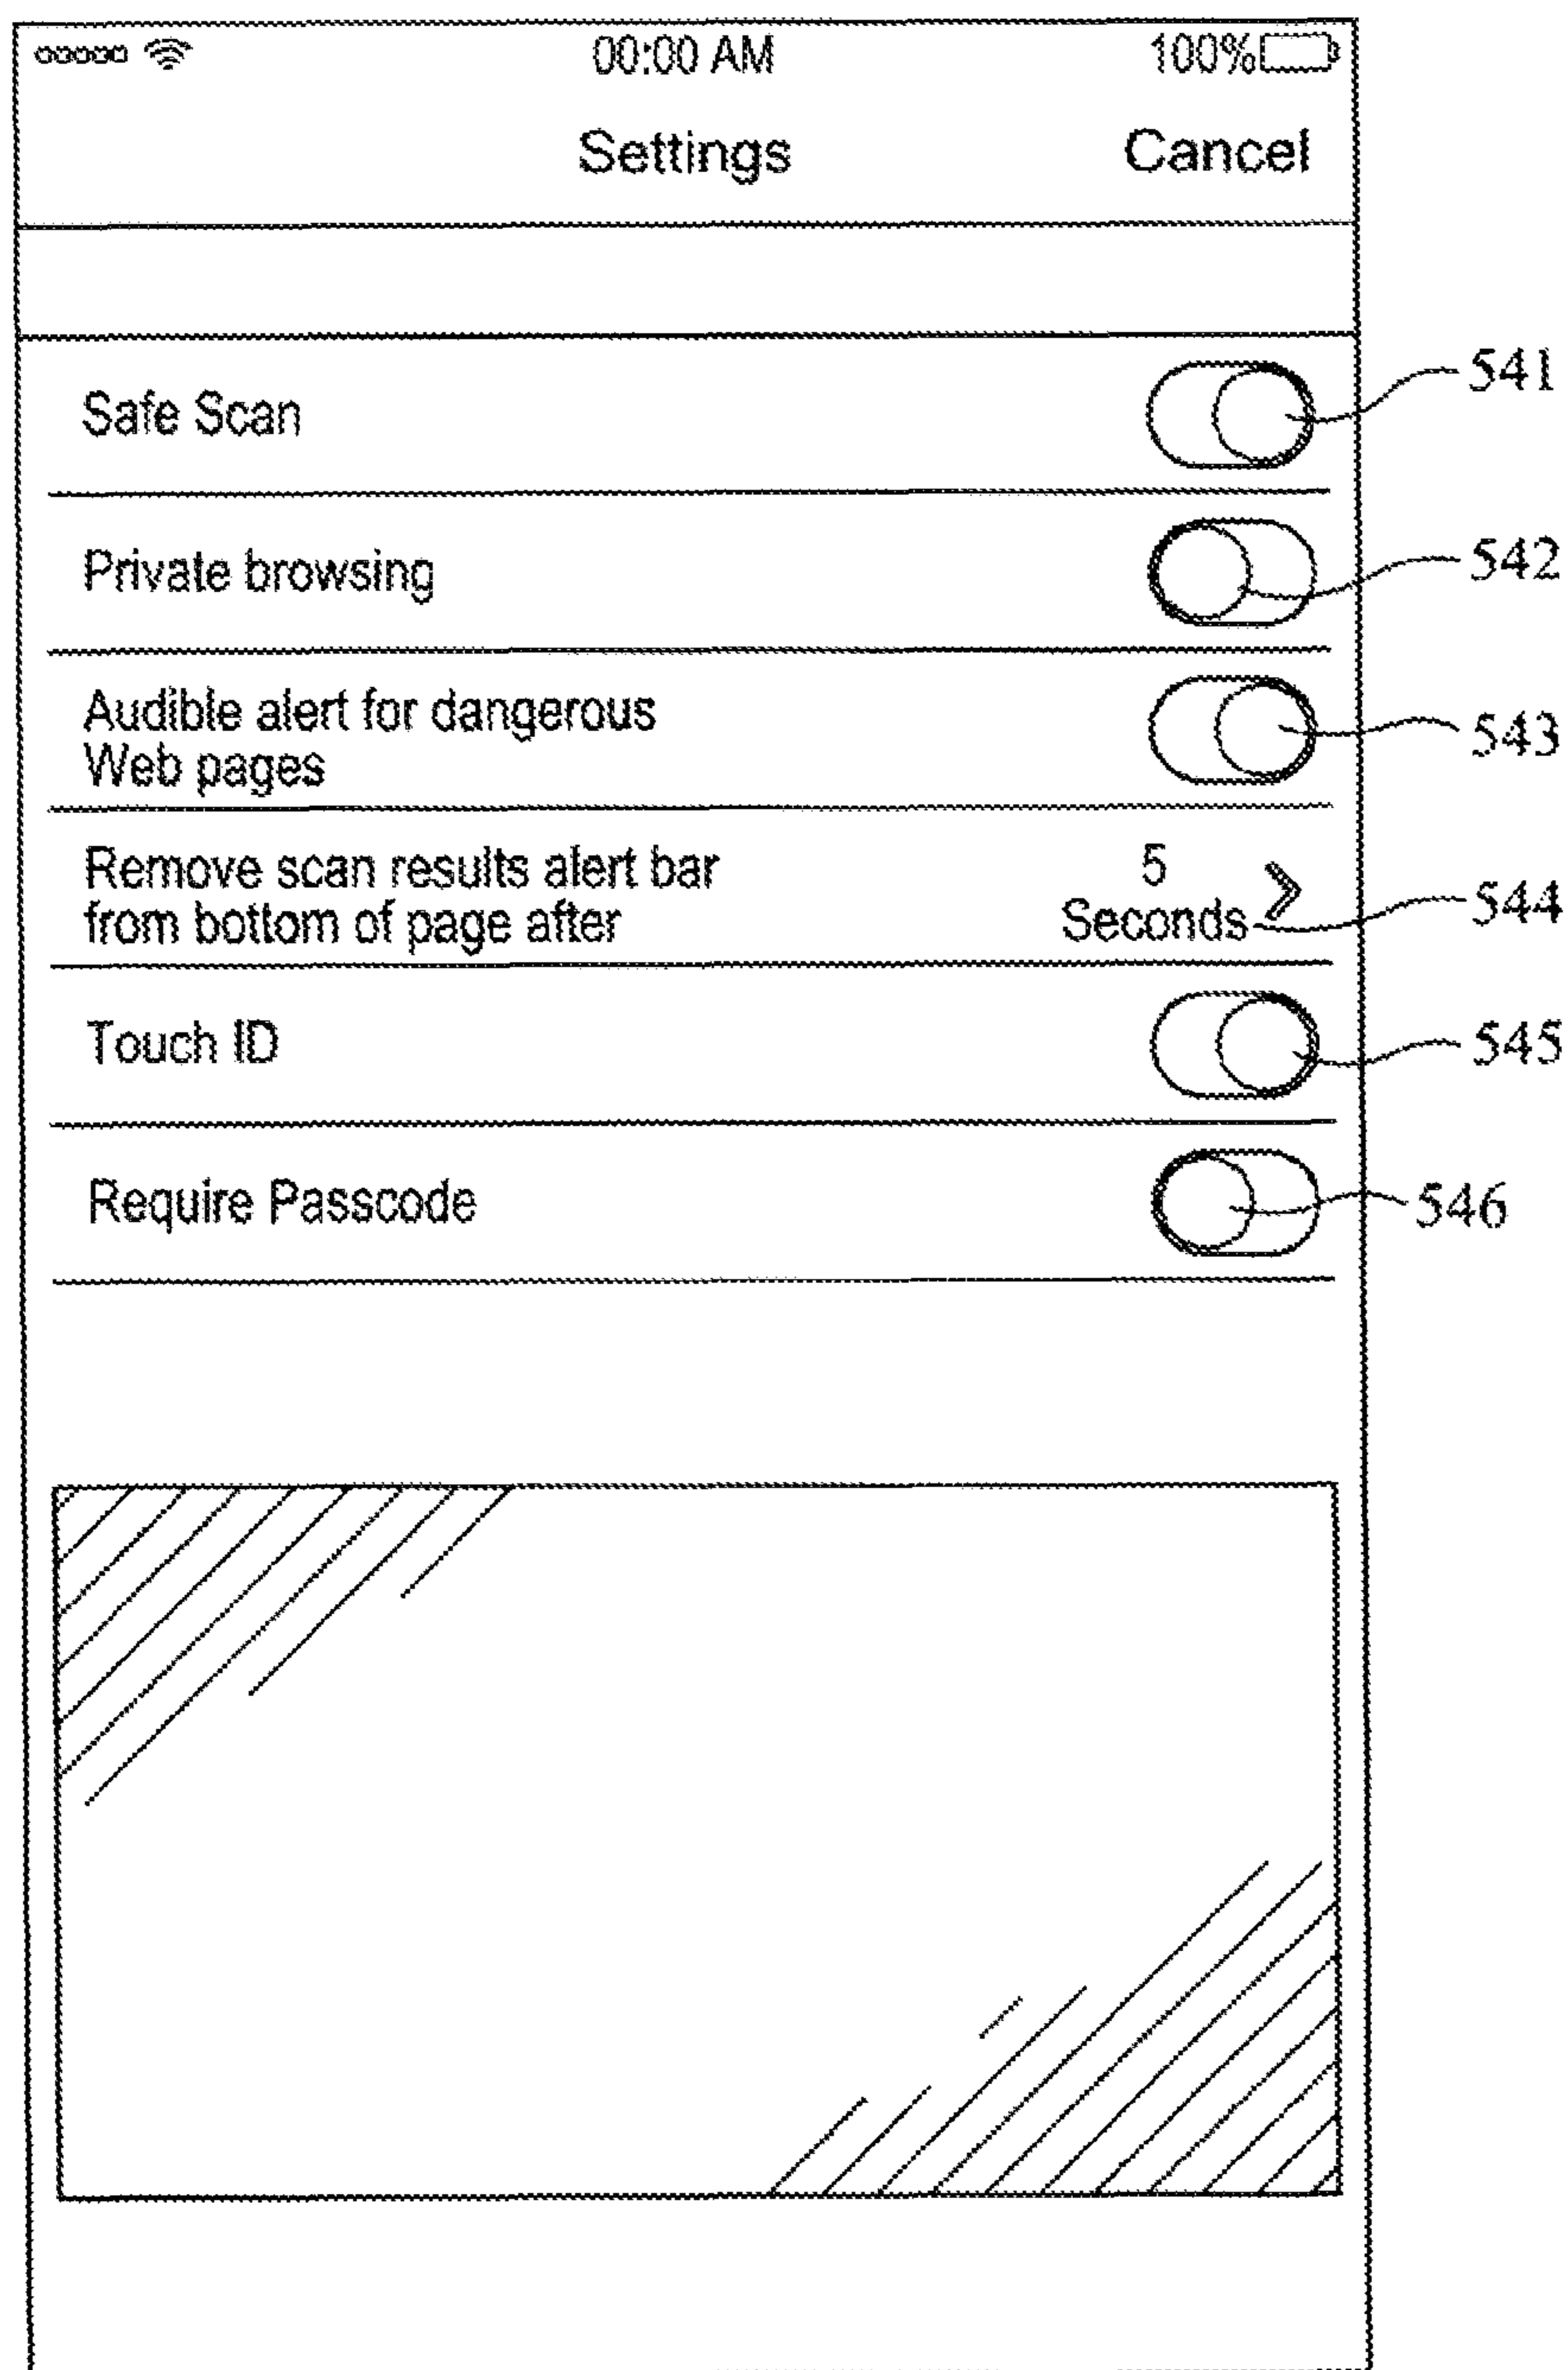 00:00 AM 100%
Settings Cancel
Safe Scan 541
Private browsing 542
Audible alert for dangerous
Web pages 543
Remove scan results alert bar 5
from bottom of page after Seconds 544
Touch ID 545
Require Passcode 546